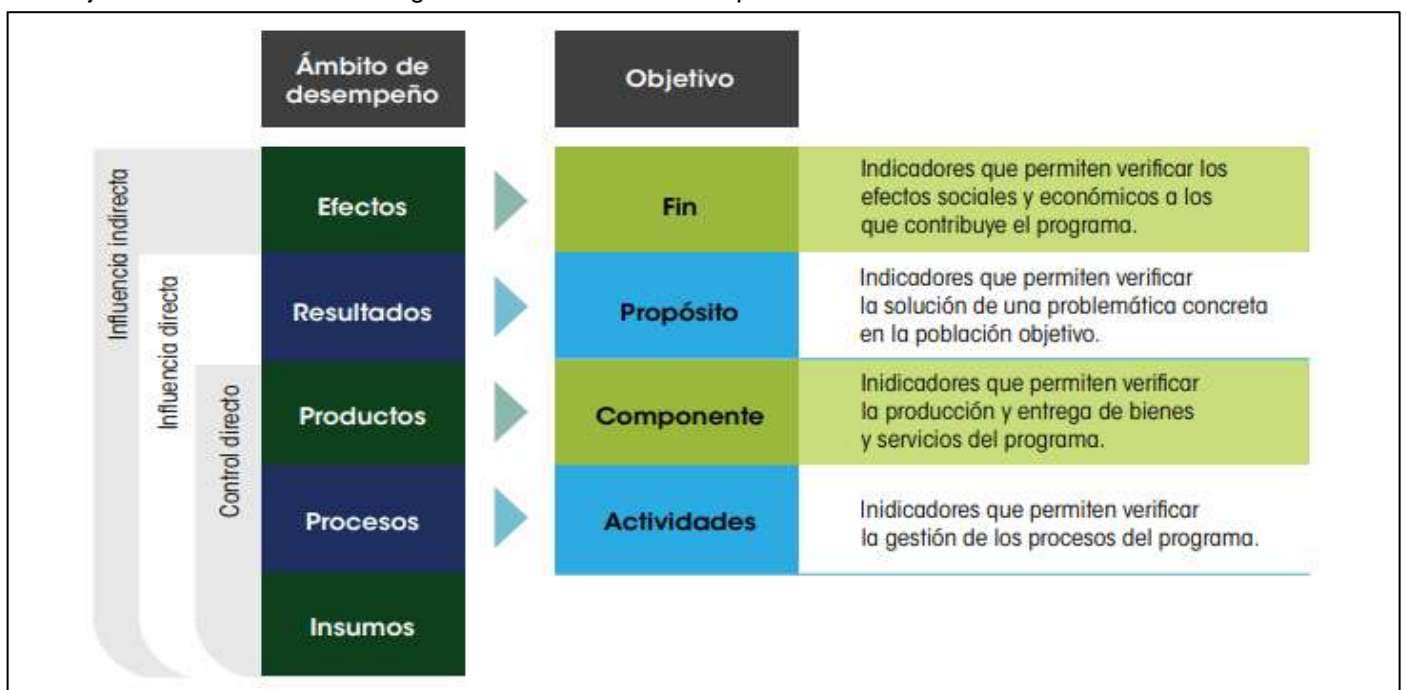 Ámbito de
desempeño
Objetivo
Influencia indirecta
Influencia directa
Control directo
Efectos
Fin
Indicadores que permiten verificar los
efectos sociales y económicos a los
que contribuye el programa.
Resultados
Propósito
Indicadores que permiten verificar
la solución de una problemática concreta
en la población objetivo.
Productos
Componente
Inidicadores que permiten verificar
la producción y entrega de bienes
y servicios del programa.
Procesos
Actividades
Inidicadores que permiten verificar
la gestión de los procesos del programa.
Insumos